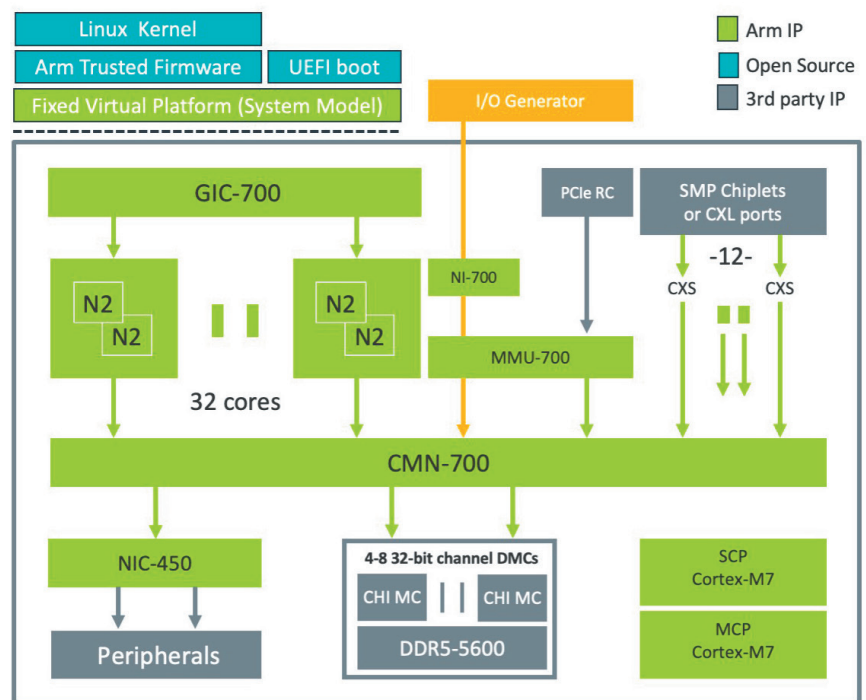 Linux Kernel
Arm Trusted Firmware
UEFI boot
Fixed Virtual Platform (System Model)
I/O Generator
Arm IP
Open Source
3rd party IP
GIC-700
PCIe RC
SMP Chiplets
or CXL ports
-12-
NI-700
CXS
CXS
N2
N2
N2
N2
MMU-700
32 cores
CMN-700
NIC-450
4-8 32-bit channel DMCs
CHI MC
CHI MC
DDR5-5600
Peripherals
SCP
Cortex-M7
MCP
Cortex-M7